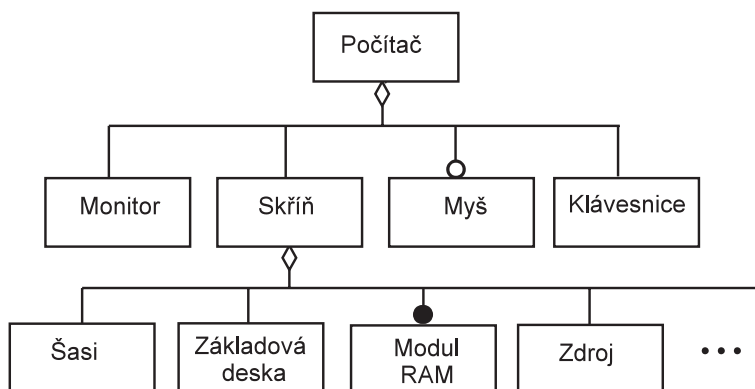 Počítač
Monitor
Skříň
Myš
Klávesnice
Šasi
Základová
deska
Modul
RAM
Zdroj
•••